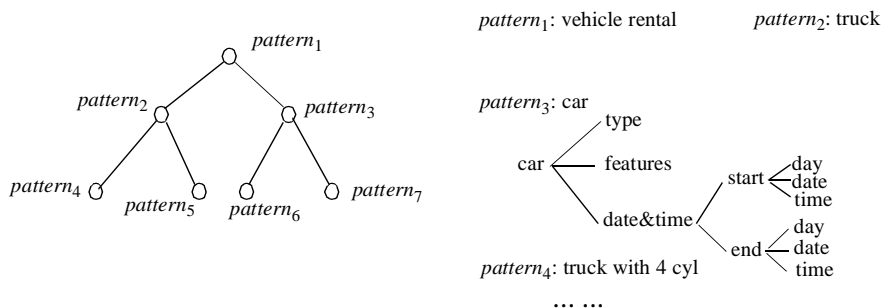 pattern1
pattern2
pattern3
pattern4
pattern5
pattern6
pattern7
pattern1: vehicle rental
pattern2: truck
pattern3: car
car
type
features
date&time
start
day
date
time
end
day
date
time
pattern4: truck with 4 cyl
... ...